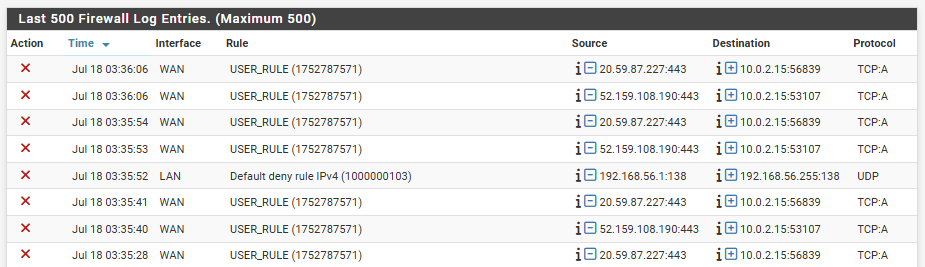 Last 500 Firewall Log Entries. (Maximum 500)
Action Time Interface Rule Source Destination Protocol
Jul 18 03:36:06 WAN USER_RULE (1752787571) 20.59.87.227:443 10.0.2.15:56839 TCP:A
Jul 18 03:36:06 WAN USER_RULE (1752787571) 52.159.108.190:443 10.0.2.15:53107 TCP:A
Jul 18 03:35:54 WAN USER_RULE (1752787571) 20.59.87.227:443 10.0.2.15:56839 TCP:A
Jul 18 03:35:53 WAN USER_RULE (1752787571) 52.159.108.190:443 10.0.2.15:53107 TCP:A
Jul 18 03:35:52 LAN Default deny rule IPv4 (1000000103) 192.168.56.1:138 192.168.56.255:138 UDP
Jul 18 03:35:41 WAN USER_RULE (1752787571) 20.59.87.227:443 10.0.2.15:56839 TCP:A
Jul 18 03:35:40 WAN USER_RULE (1752787571) 52.159.108.190:443 10.0.2.15:53107 TCP:A
Jul 18 03:35:28 WAN USER_RULE (1752787571) 20.59.87.227:443 10.0.2.15:56839 TCP:A